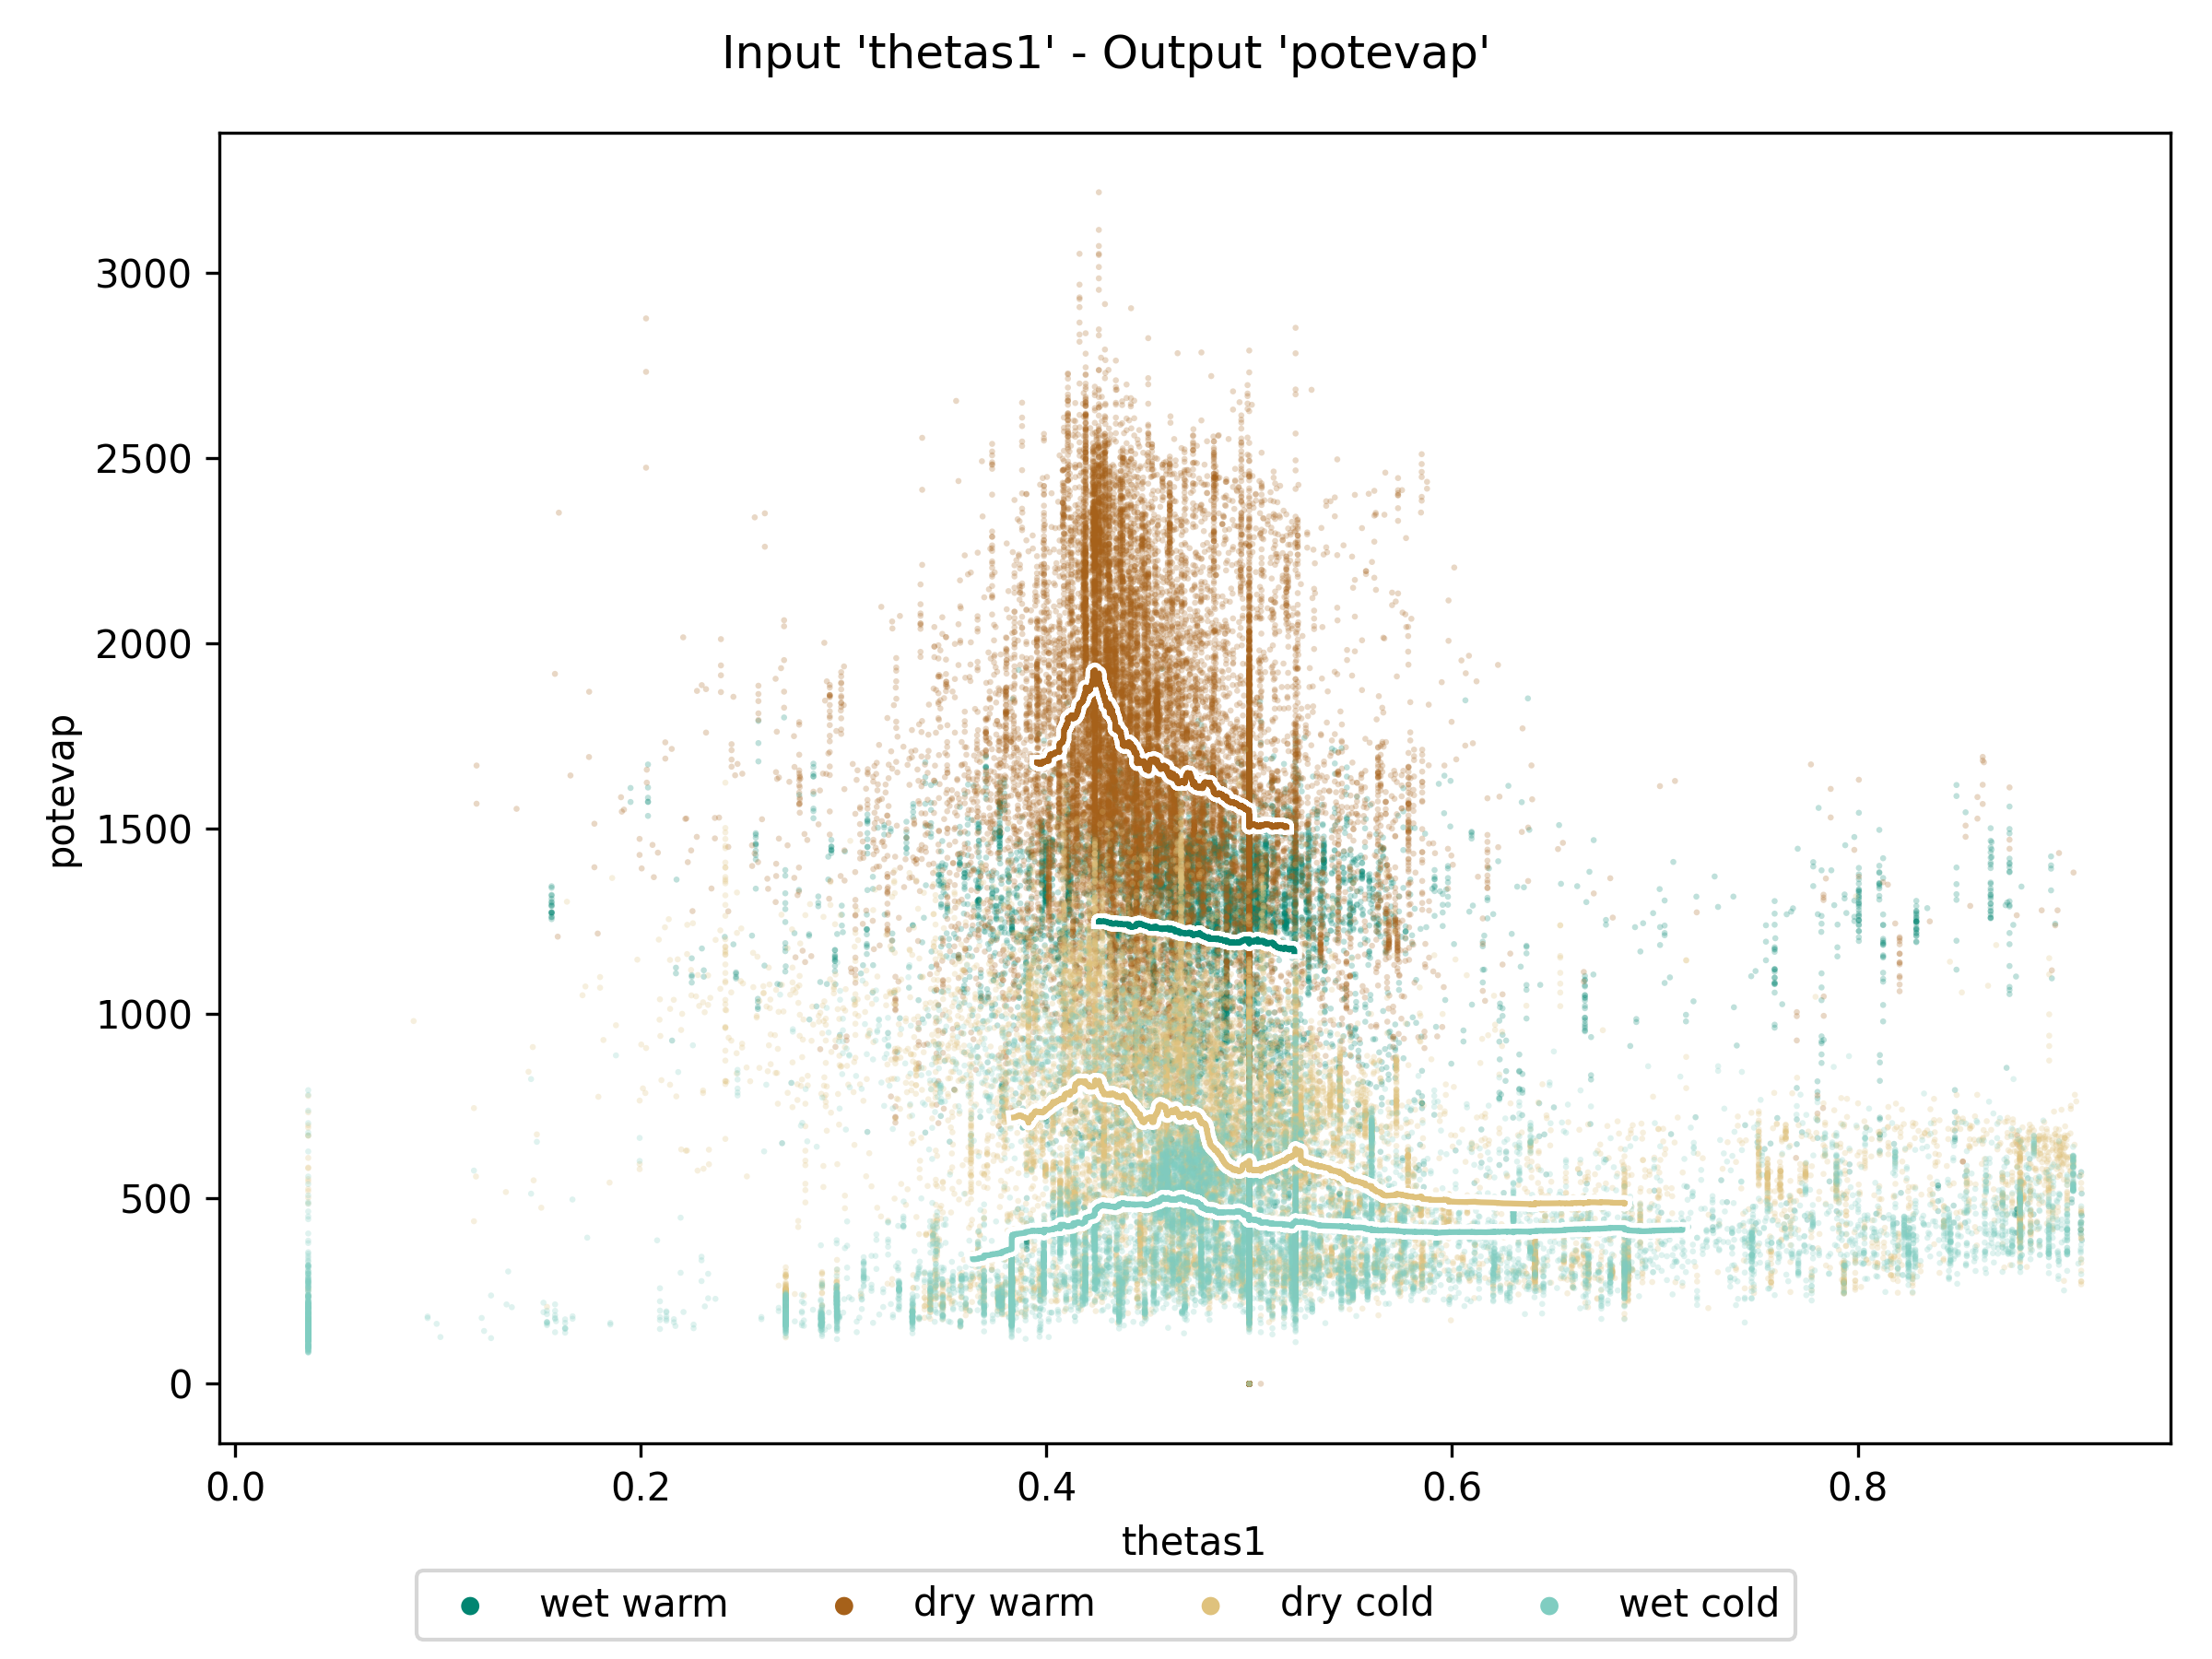 Input 'thetas1' - Output 'potevap'
potevap
3000
2500
2000
1500
1000
500
0
0.0 0.2 0.4 0.6 0.8
thetas1
wet warm dry warm dry cold wet cold